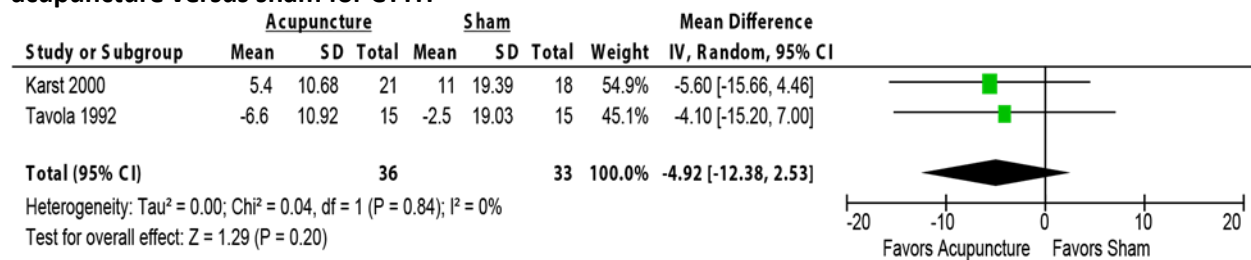 acupuncture versus sham for CTTH
Acupuncture Sham Mean Difference
Study or Subgroup Mean SD Total Mean SD Total Weight IV, Random, 95% CI
Karst 2000 5.4 10.68 21 11 19.39 18 54.9% -5.60 [-15.66, 4.46]
Tavola 1992 -6.6 10.92 15 -2.5 19.03 15 45.1% -4.10 [-15.20, 7.00]
Total (95% CI) 36 33 100.0% -4.92 [-12.38, 2.53]
Heterogeneity: Tau² = 0.00; Chi² = 0.04, df = 1 (P = 0.84); I² = 0%
Test for overall effect: Z = 1.29 (P = 0.20)
-20 -10 0 10 20
Favors Acupuncture Favors Sham